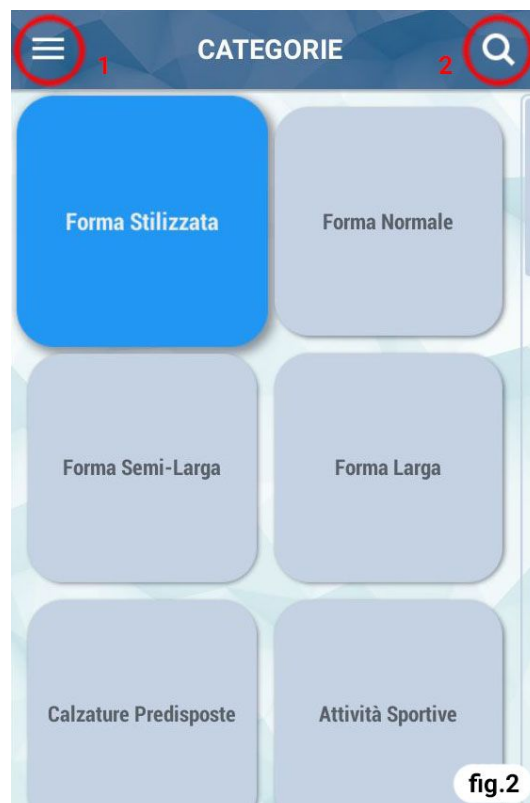 1
CATEGORIE
2
Forma Stilizzata
Forma Normale
Forma Semi-Larga
Forma Larga
Calzature Predisposte
Attività Sportive
fig.2